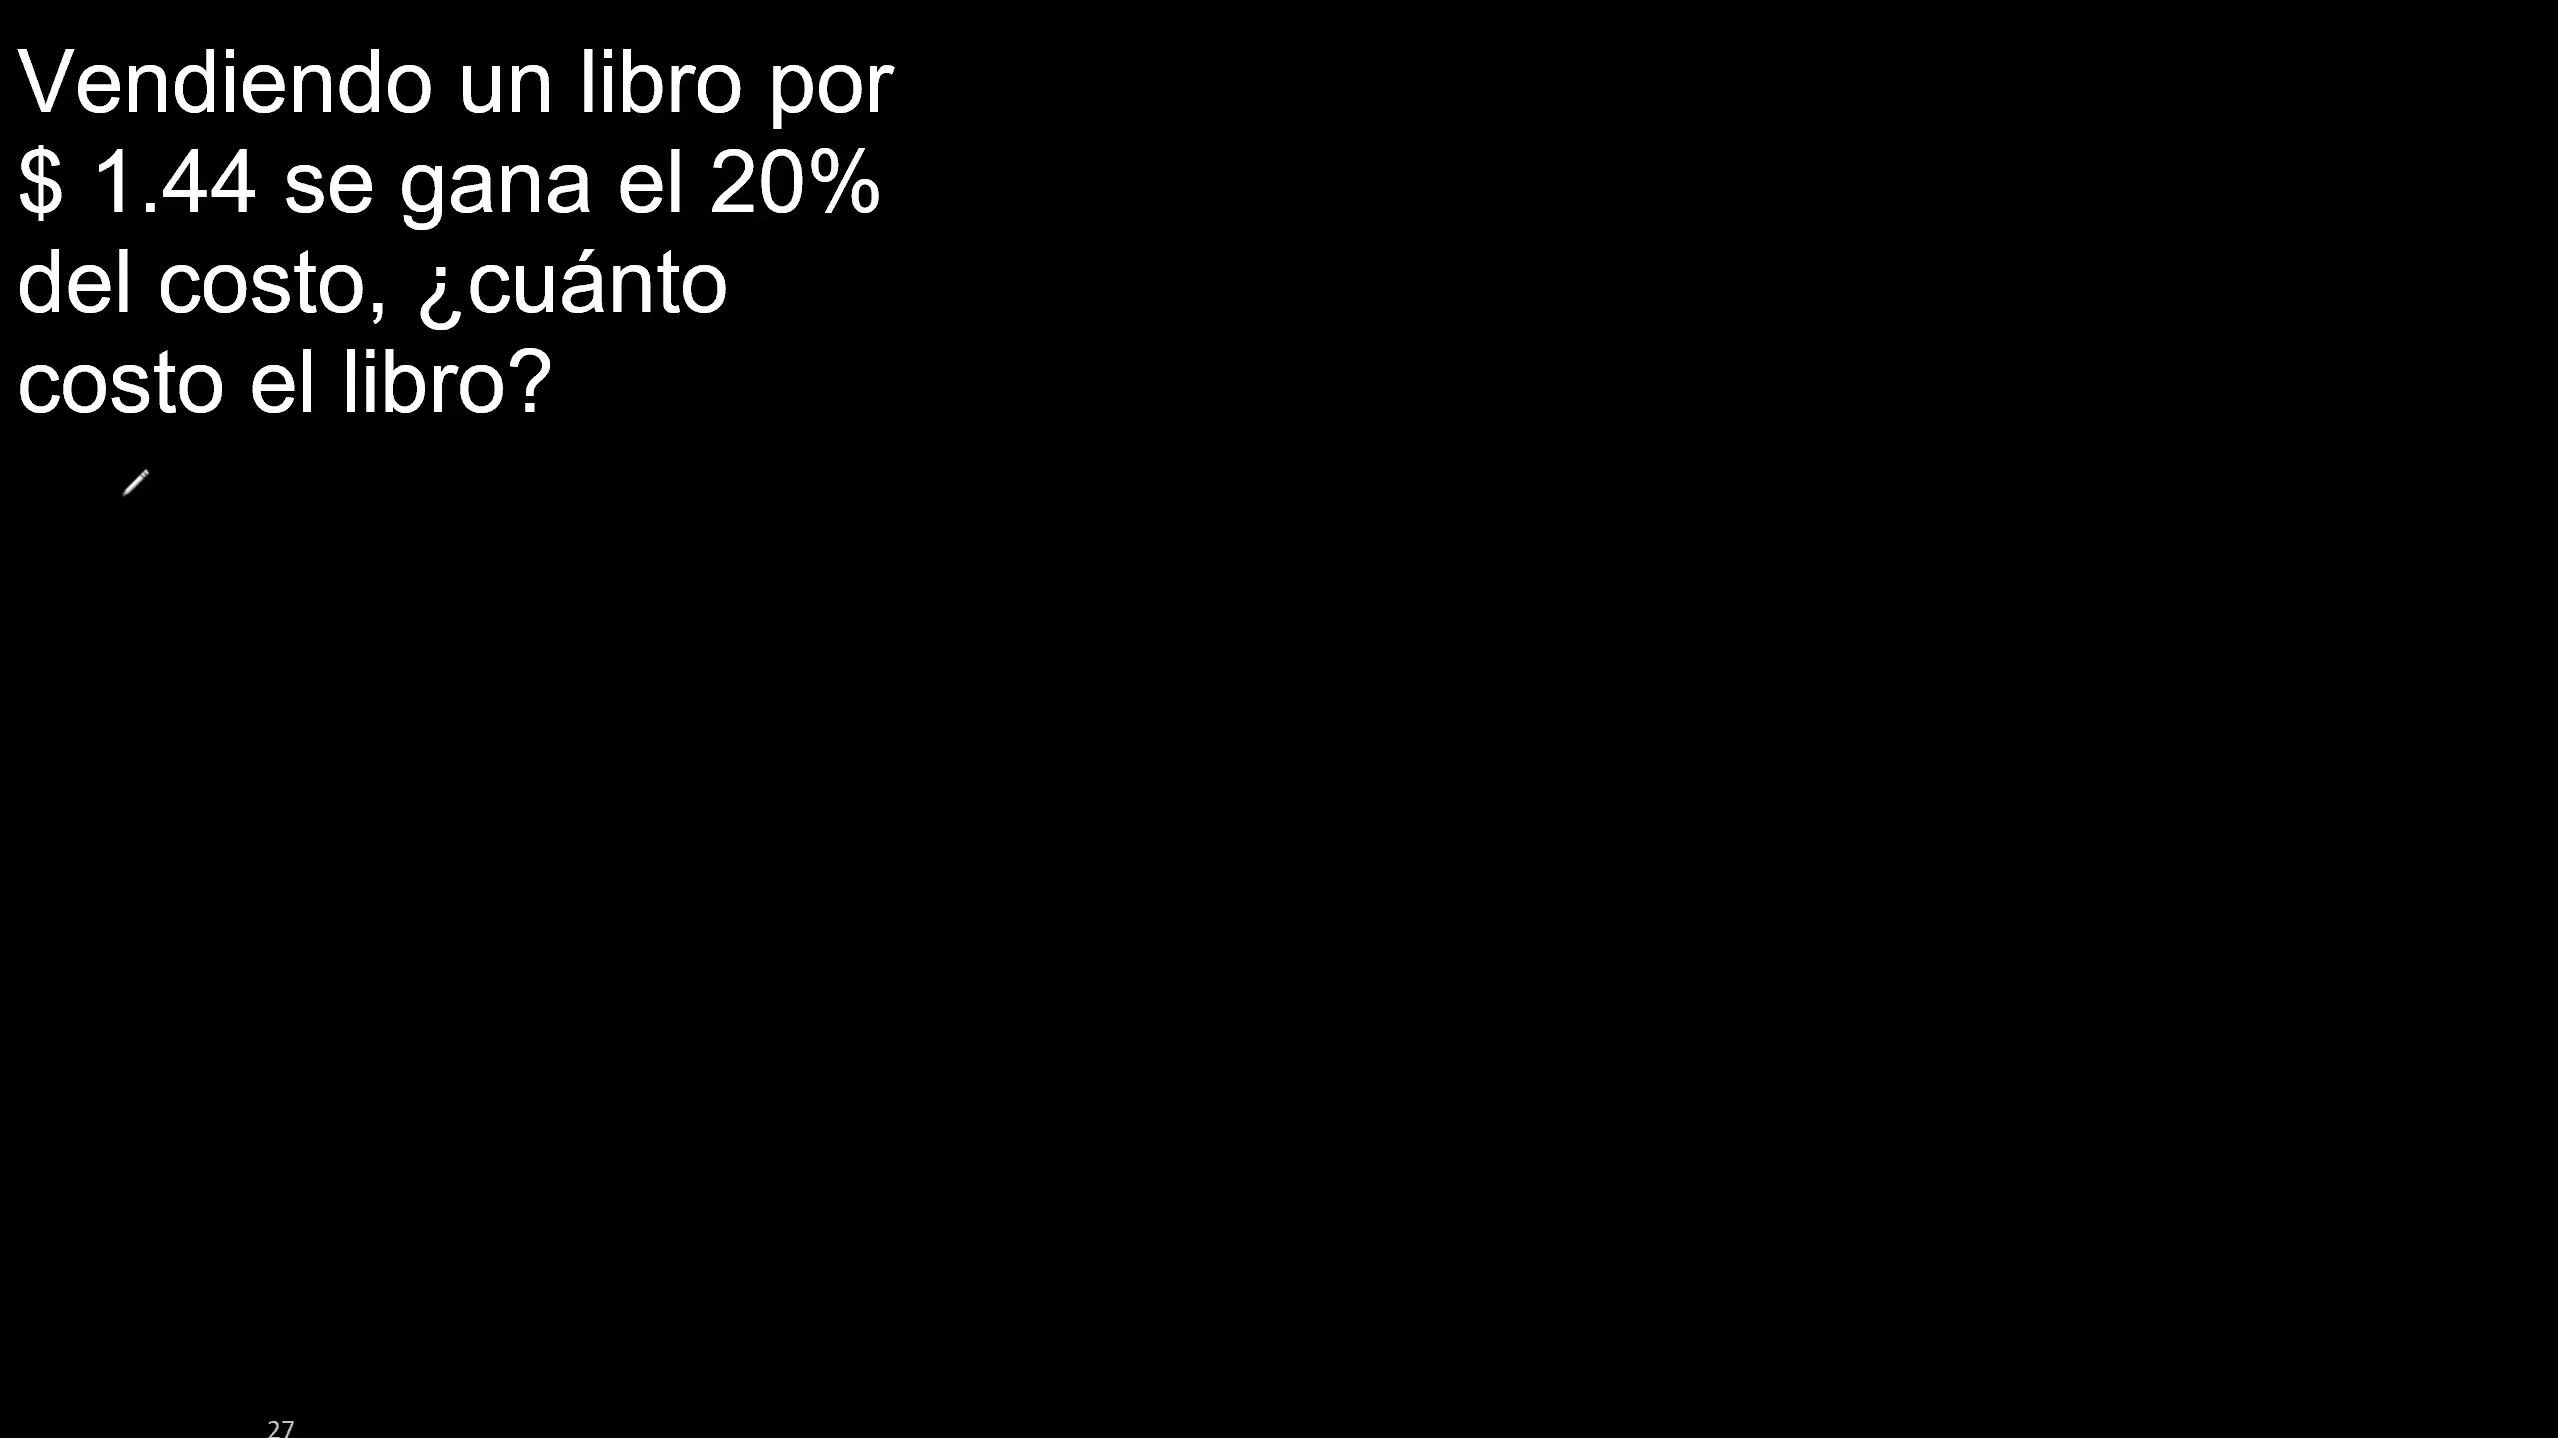 Vendiendo un libro por
$ 1.44 se gana el 20%
del costo, ¿cuánto
costo el libro?
27